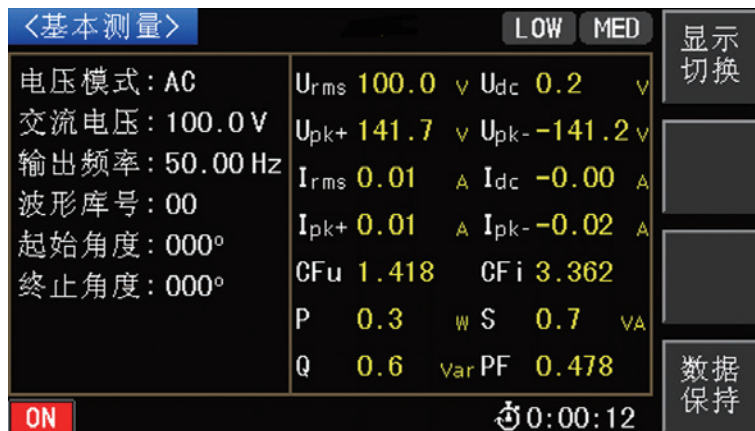 <基本测量>
LOW MED
电压模式: AC
交流电压: 100.0 V
输出频率: 50.00 Hz
波形库号: 00
起始角度: 000°
终止角度: 000°
Urms 100.0 V Udc 0.2 V
Upk+ 141.7 V Upk- -141.2 V
Irms 0.01 A Idc -0.00 A
Ipk+ 0.01 A Ipk- -0.02 A
CFu 1.418 CFi 3.362
P 0.3 W S 0.7 VA
Q 0.6 Var PF 0.478
显示
切换
数据
保持
ON
0:00:12